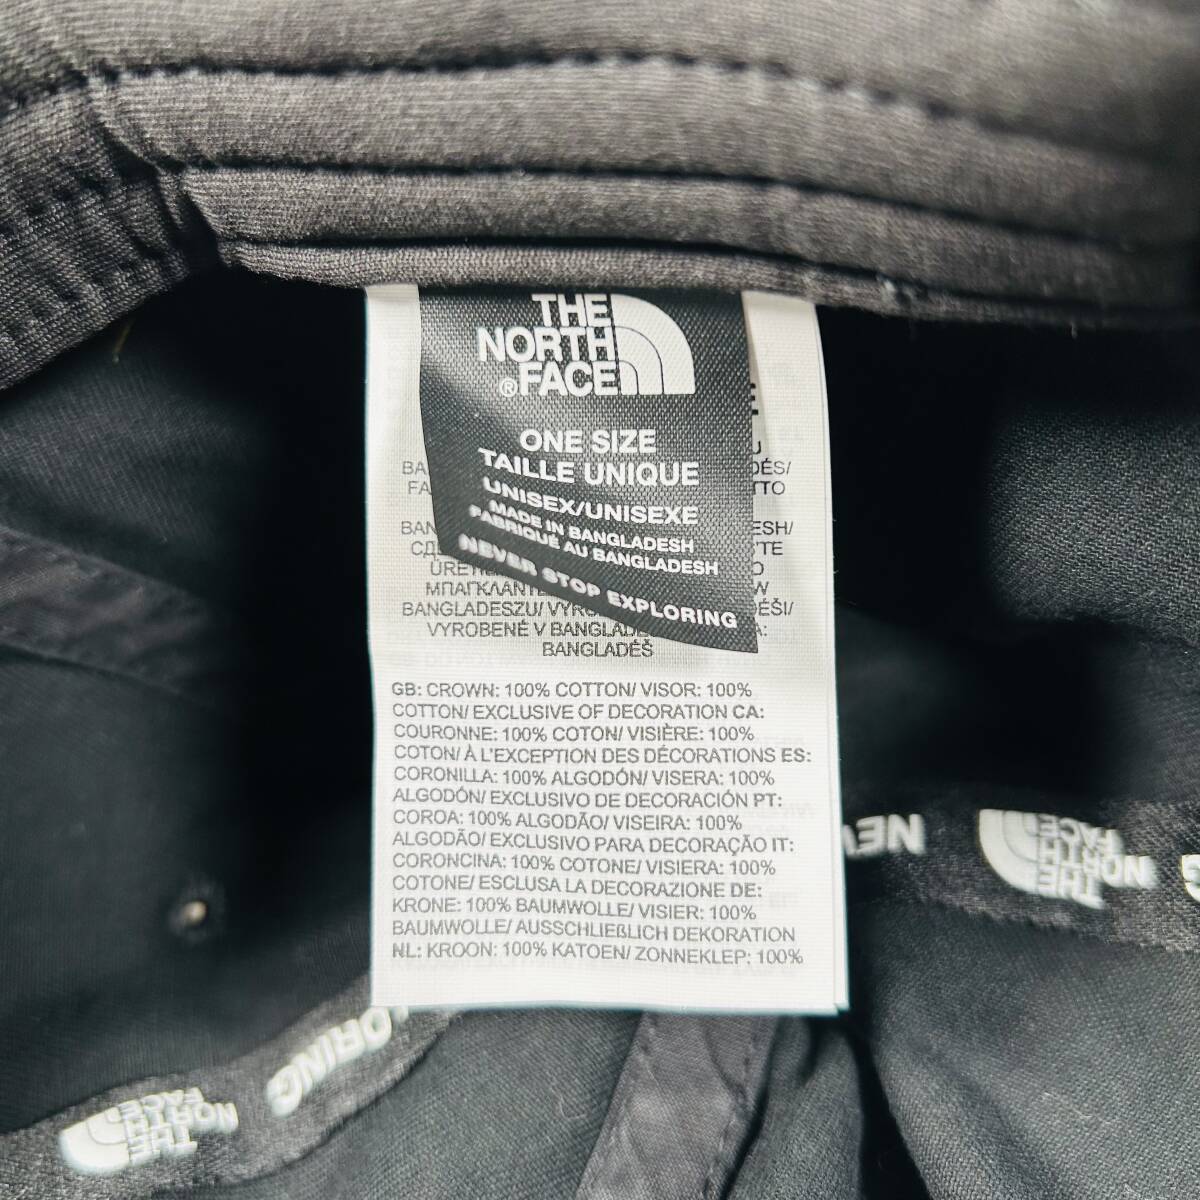 THE
NORTH
®FACE
ONE SIZE
TAILLE UNIQUE
UNISEX/UNISEXE
MADE IN BANGLADESH
FABRIQUÉ AU BANGLADESH
NEVER STOP EXPLORING
BANGLADESZU/
VYROBENÉ V
BANGLADÉŠ
GB: CROWN: 100% COTTON/ VISOR: 100%
COTTON/ EXCLUSIVE OF DECORATION CA:
COURONNE: 100% COTON/ VISIÈRE: 100%
COTON/ À L'EXCEPTION DES DÉCORATIONS ES:
CORONILLA: 100% ALGODÓN/ VISERA: 100%
ALGODÓN/ EXCLUSIVO DE DECORACIÓN PT:
COROA: 100% ALGODÃO/ VISEIRA: 100%
ALGODÃO/ EXCLUSIVO PARA DECORAÇÃO IT:
CORONCINA: 100% COTONE/ VISIERA: 100%
COTONE/ ESCLUSA LA DECORAZIONE DE:
KRONE: 100% BAUMWOLLE/ VISIER: 100%
BAUMWOLLE/ AUSSCHLIEßLICH DEKORATION
NL: KROON: 100% KATOEN/ ZONNEKLEP: 100%
THE
NORTH
FACE
THE
NORTH
FACE